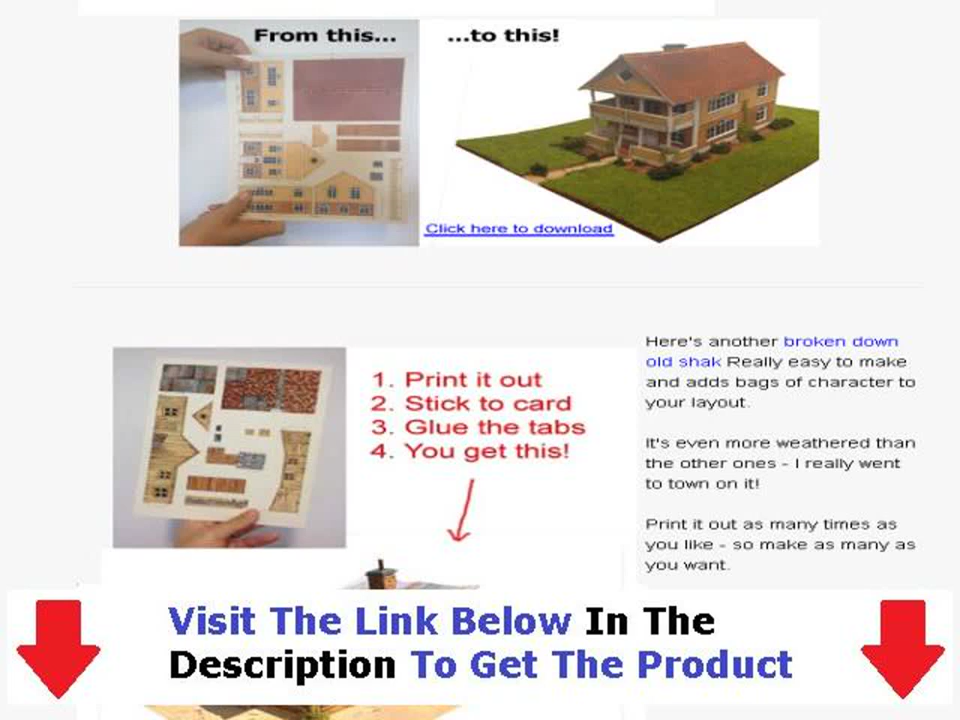 From this... ...to this!
Click here to download
1. Print it out
2. Stick to card
3. Glue the tabs
4. You get this!
Here's another broken down
old shak Really easy to make
and adds bags of character to
your layout.
It's even more weathered than
the other ones - I really went
to town on it!
Print it out as many times as
you like - so make as many as
you want.
Visit The Link Below In The
Description To Get The Product